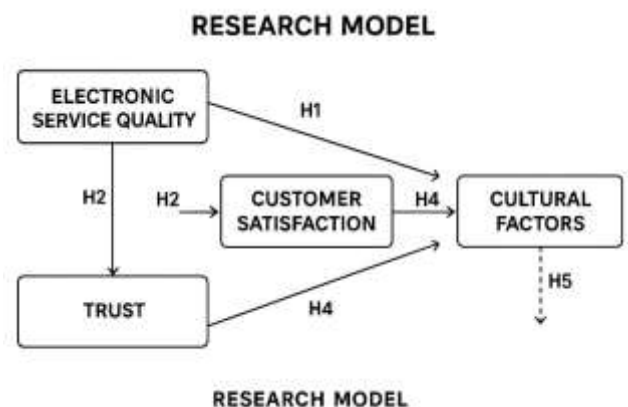 RESEARCH MODEL
ELECTRONIC
SERVICE QUALITY
H1
H2
H2
CUSTOMER
SATISFACTION
H4
CULTURAL
FACTORS
TRUST
H4
H5
RESEARCH MODEL